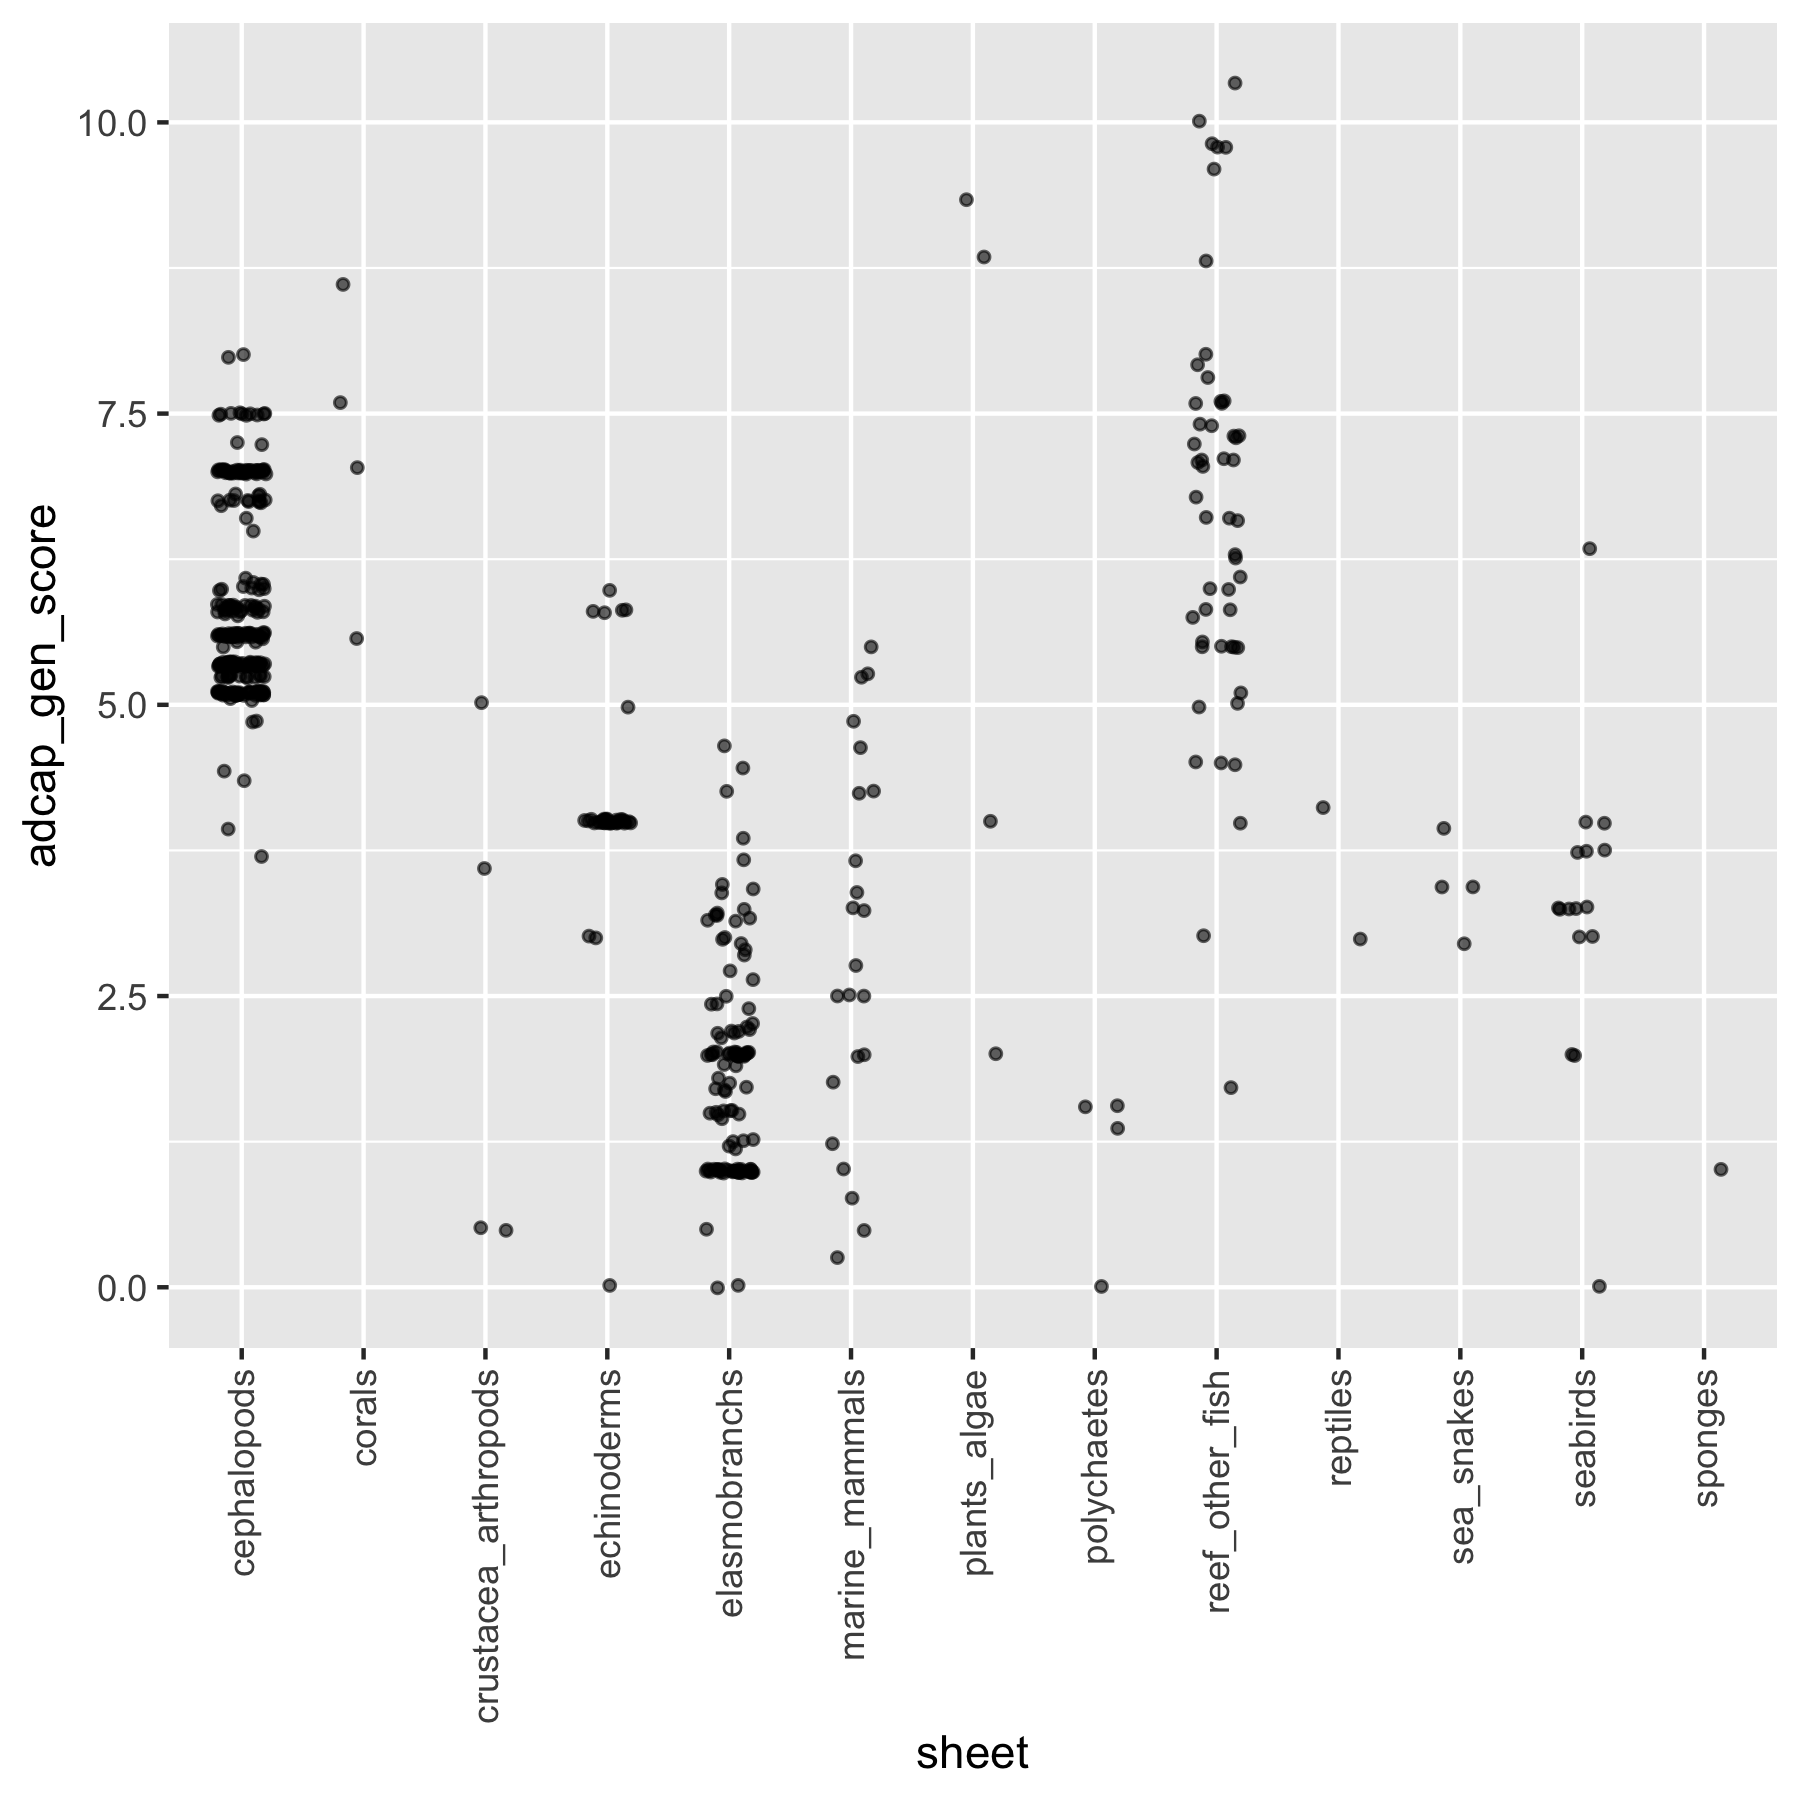 adcap_gen_score
10.0
7.5
5.0
2.5
0.0
cephalopods
corals
crustacea_arthropods
echinoderms
elasmobranchs
marine_mammals
plants_algae
polychaetes
reef_other_fish
reptiles
sea_snakes
seabirds
sponges
sheet